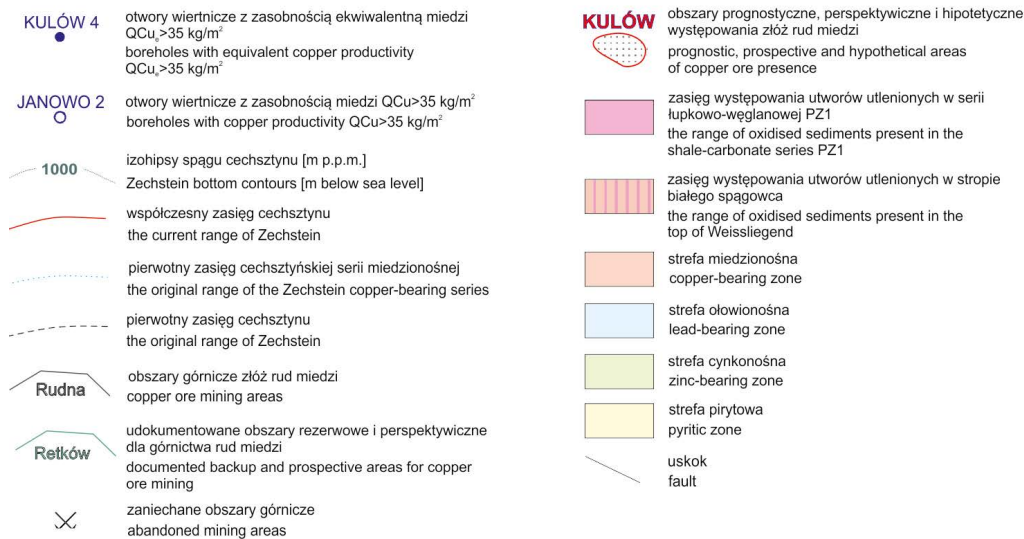 KULÓW 4
otwory wiertnicze z zasobnością ekwiwalentną miedzi
QCuₑ>35 kg/m²
boreholes with equivalent copper productivity
QCuₑ>35 kg/m²
JANOWO 2
otwory wiertnicze z zasobnością miedzi QCu>35 kg/m²
boreholes with copper productivity QCu>35 kg/m²
1000
izohipsy spągu cechsztynu [m p.p.m.]
Zechstein bottom contours [m below sea level]
współczesny zasięg cechsztynu
the current range of Zechstein
pierwotny zasięg cechsztyńskiej serii miedzionośnej
the original range of the Zechstein copper-bearing series
pierwotny zasięg cechsztynu
the original range of Zechstein
Rudna
obszary górnicze złóż rud miedzi
copper ore mining areas
Retków
udokumentowane obszary rezerwowe i perspektywiczne
dla górnictwa rud miedzi
documented backup and prospective areas for copper
ore mining
zaniechane obszary górnicze
abandoned mining areas
KULÓW
obszary prognostyczne, perspektywiczne i hipotetyczne
występowania złóż rud miedzi
prognostic, prospective and hypothetical areas
of copper ore presence
zasięg występowania utworów utlenionych w serii
łupkowo-węglanowej PZ1
the range of oxidised sediments present in the
shale-carbonate series PZ1
zasięg występowania utworów utlenionych w stropie
białego spągowca
the range of oxidised sediments present in the
top of Weissliegend
strefa miedzionośna
copper-bearing zone
strefa ołowionośna
lead-bearing zone
strefa cynkonośna
zinc-bearing zone
strefa pirytowa
pyritic zone
uskok
fault